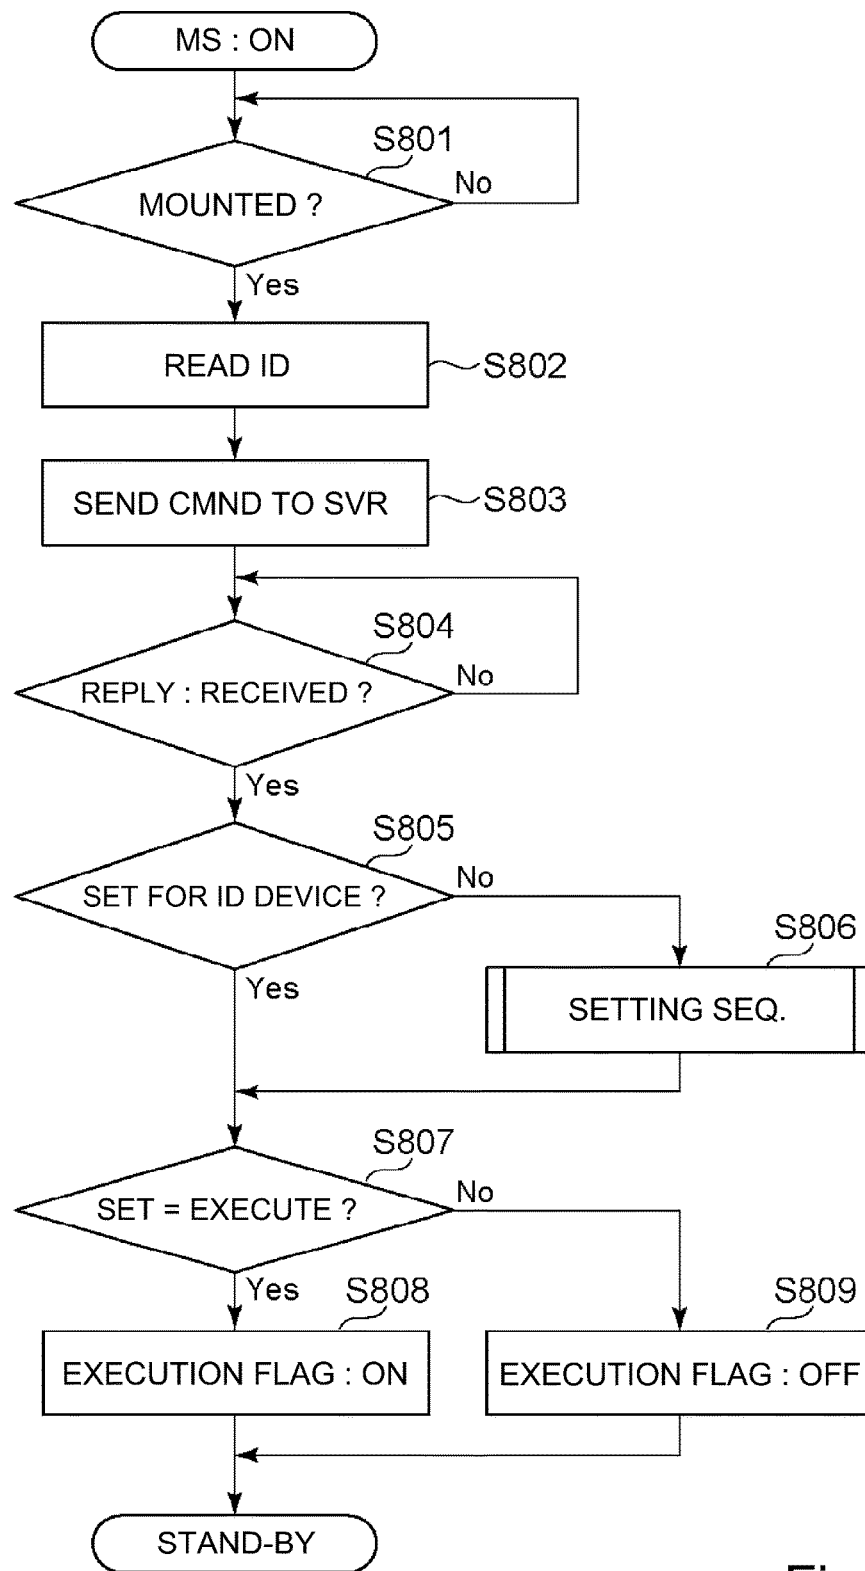 MS : ON
S801
MOUNTED ?
No
Yes
READ ID
S802
SEND CMND TO SVR
S803
S804
REPLY : RECEIVED ?
No
Yes
S805
SET FOR ID DEVICE ?
No
Yes
S806
SETTING SEQ.
S807
SET = EXECUTE ?
No
Yes
S808
S809
EXECUTION FLAG : ON
EXECUTION FLAG : OFF
STAND-BY